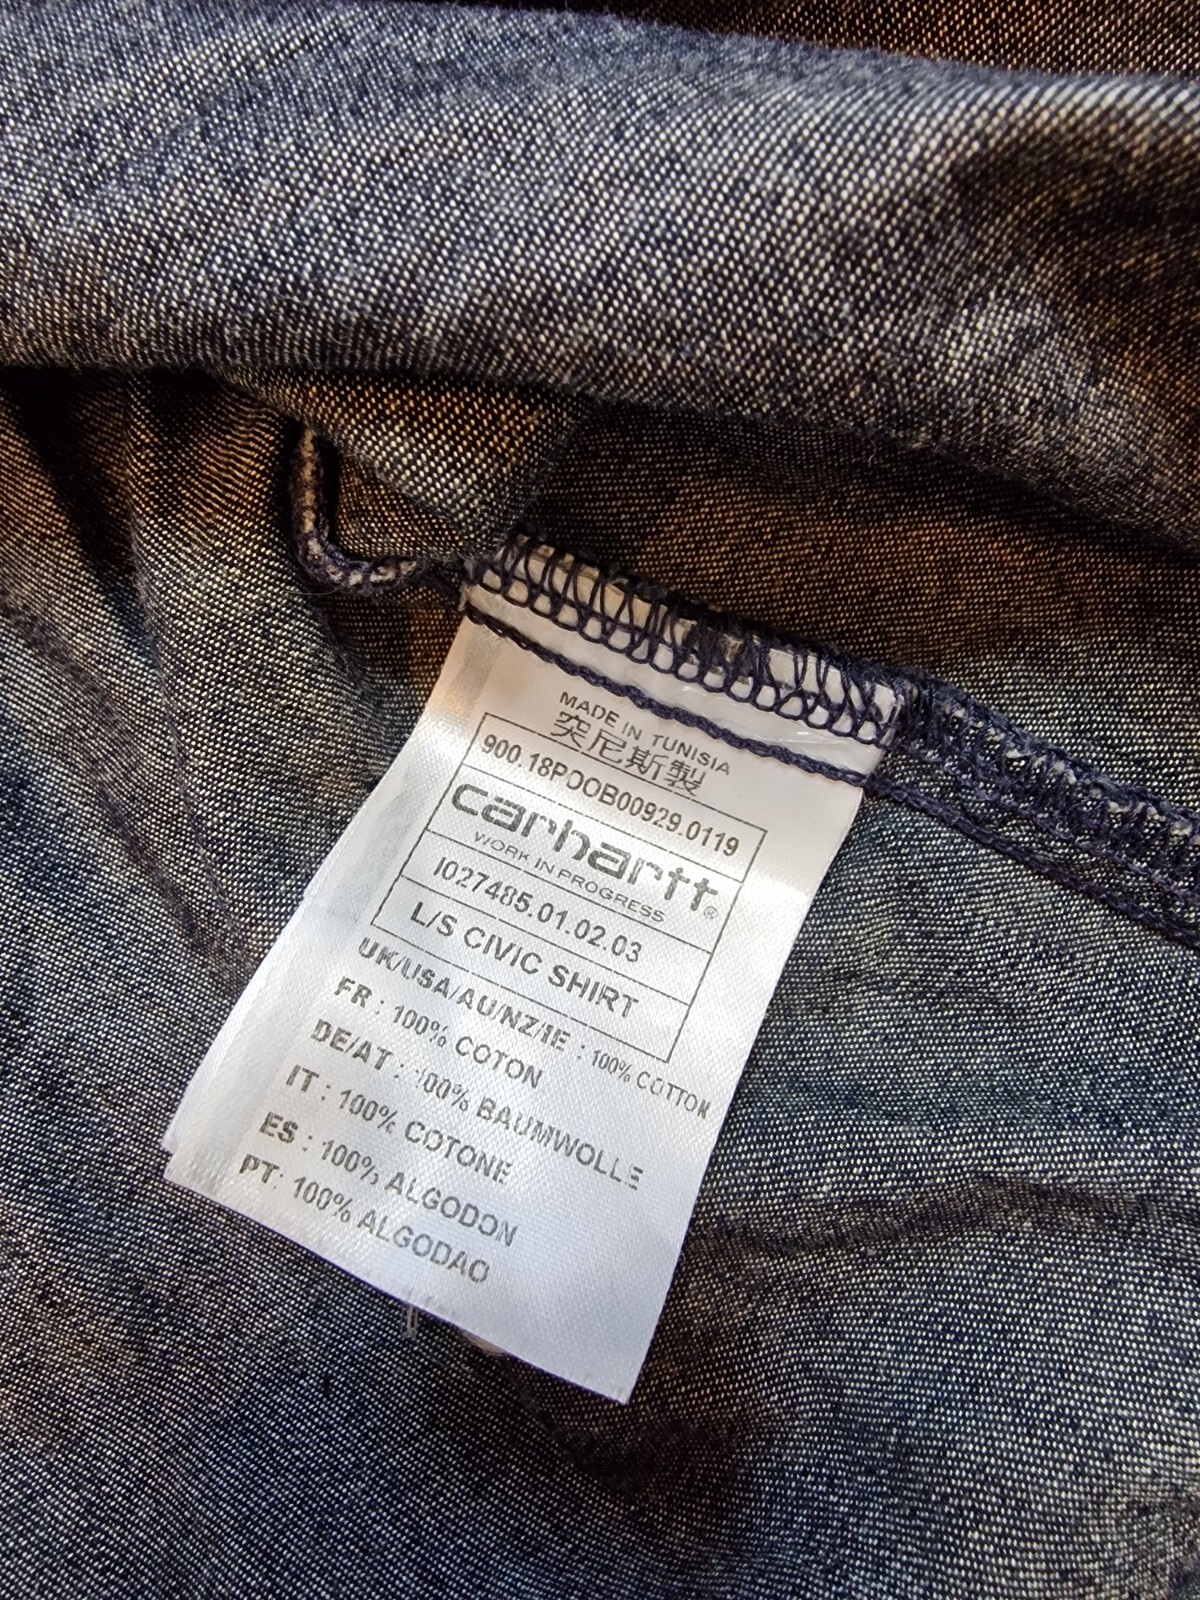 MADE IN TUNISIA
突尼斯製
900.18POOB00929.0119
carhartt®
WORK IN PROGRESS
I027485.01.02.03
L/S CIVIC SHIRT
UK/USA/AU/NZ/IE : 100% COTTON
FR : 100% COTON
DE/AT : 100% BAUMWOLLE
IT : 100% COTONE
ES : 100% ALGODON
PT: 100% ALGODAO